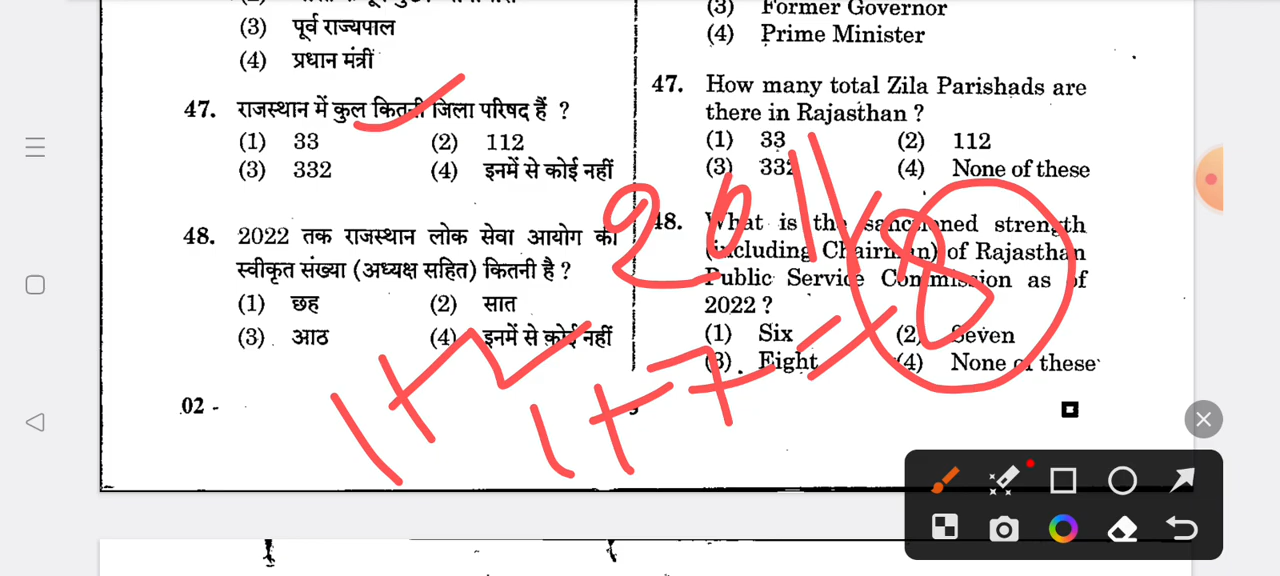 (3) पूर्व राज्यपाल
(4) प्रधान मंत्री
47. राजस्थान में कुल कितनी जिला परिषद हैं ?
(1) 33 (2) 112
(3) 332 (4) इनमें से कोई नहीं
48. 2022 तक राजस्थान लोक सेवा आयोग की
स्वीकृत संख्या (अध्यक्ष सहित) कितनी है ?
(1) छह (2) सात
(3) आठ (4) इनमें से कोई नहीं
02 -
(3) Former Governor
(4) Prime Minister
47. How many total Zila Parishads are
there in Rajasthan ?
(1) 33 (2) 112
(3) 332 (4) None of these
48. What is the sanctioned strength
(including Chairman) of Rajasthan
Public Service Commission as of
2022 ?
(1) Six (2) Seven
(3) Eight (4) None of these
1+7=8